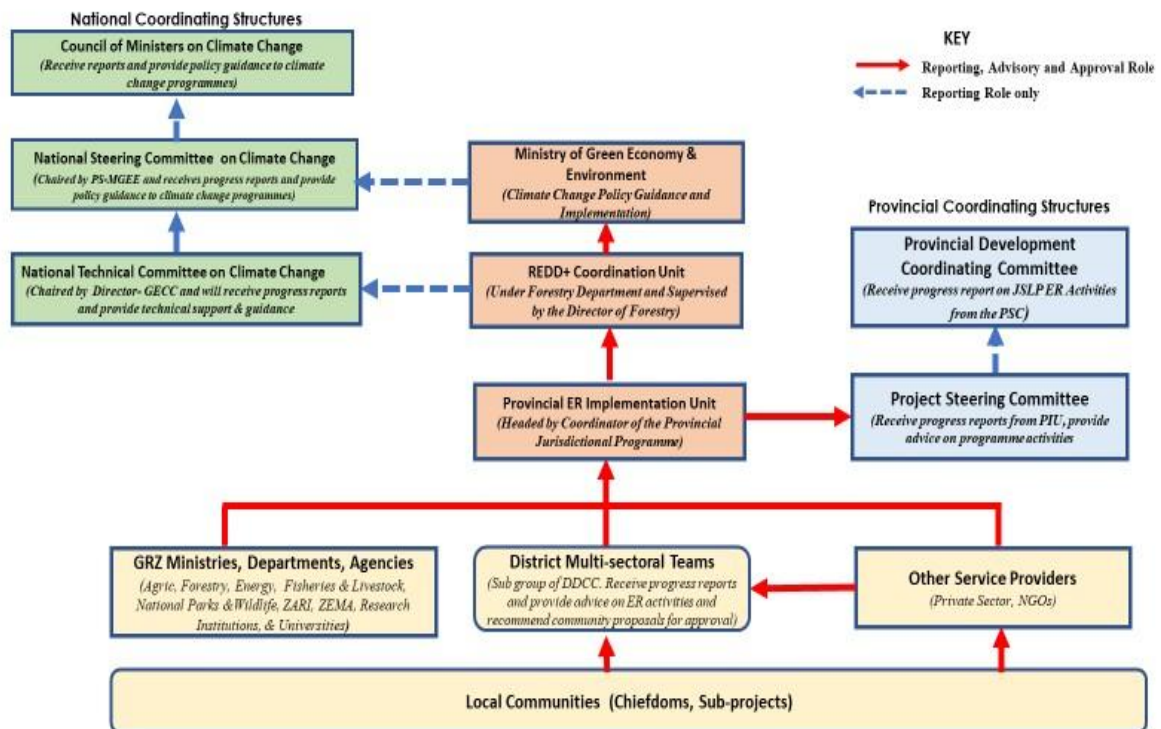 National Coordinating Structures
Council of Ministers on Climate Change
(Receive reports and provide policy guidance to climate
change programmes)
National Steering Committee on Climate Change
(Chaired by PS-MGEE and receives progress reports and provide
policy guidance to climate change programmes)
National Technical Committee on Climate Change
(Chaired by Director- GECC and will receive progress reports
and provide technical support & guidance
KEY
Reporting, Advisory and Approval Role
Reporting Role only
Ministry of Green Economy &
Environment
(Climate Change Policy Guidance and
Implementation)
REDD+ Coordination Unit
(Under Forestry Department and Supervised
by the Director of Forestry)
Provincial ER Implementation Unit
(Headed by Coordinator of the Provincial
Jurisdictional Programme)
Provincial Coordinating Structures
Provincial Development
Coordinating Committee
(Receive progress report on JSLP ER Activities
from the PSC)
Project Steering Committee
(Receive progress reports from PIU, provide
advice on programme activities
GRZ Ministries, Departments, Agencies
(Agric, Forestry, Energy, Fisheries & Livestock,
National Parks &Wildlife, ZARI, ZEMA, Research
Institutions, & Universities)
District Multi-sectoral Teams
(Sub group of DDCC. Receive progress reports
and provide advice on ER activities and
recommend community proposals for approval)
Other Service Providers
(Private Sector, NGOs)
Local Communities (Chiefdoms, Sub-projects)